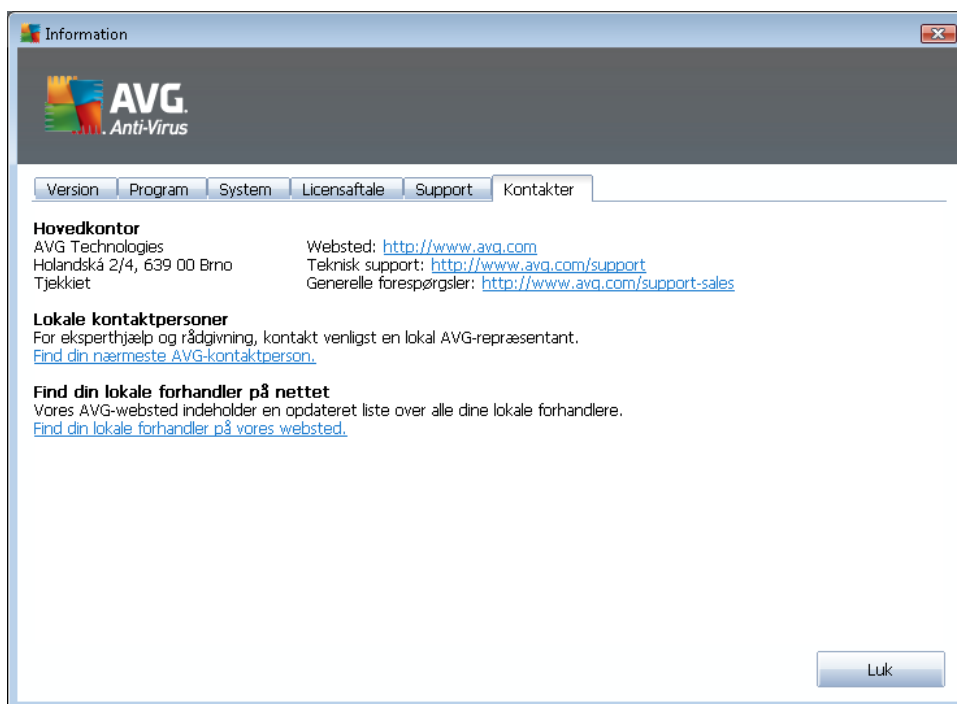 Information
AVG.
Anti-Virus
Version Program System Licensaftale Support Kontakter
Hovedkontor
AVG Technologies Websted: http://www.avg.com
Holandská 2/4, 639 00 Brno Teknisk support: http://www.avg.com/support
Tjekkiet Generelle forespørgsler: http://www.avg.com/support-sales
Lokale kontaktpersoner
For eksperthjælp og rådgivning, kontakt venligst en lokal AVG-repræsentant.
Find din nærmeste AVG-kontaktperson.
Find din lokale forhandler på nettet
Vores AVG-websted indeholder en opdateret liste over alle dine lokale forhandlere.
Find din lokale forhandler på vores websted.
Luk